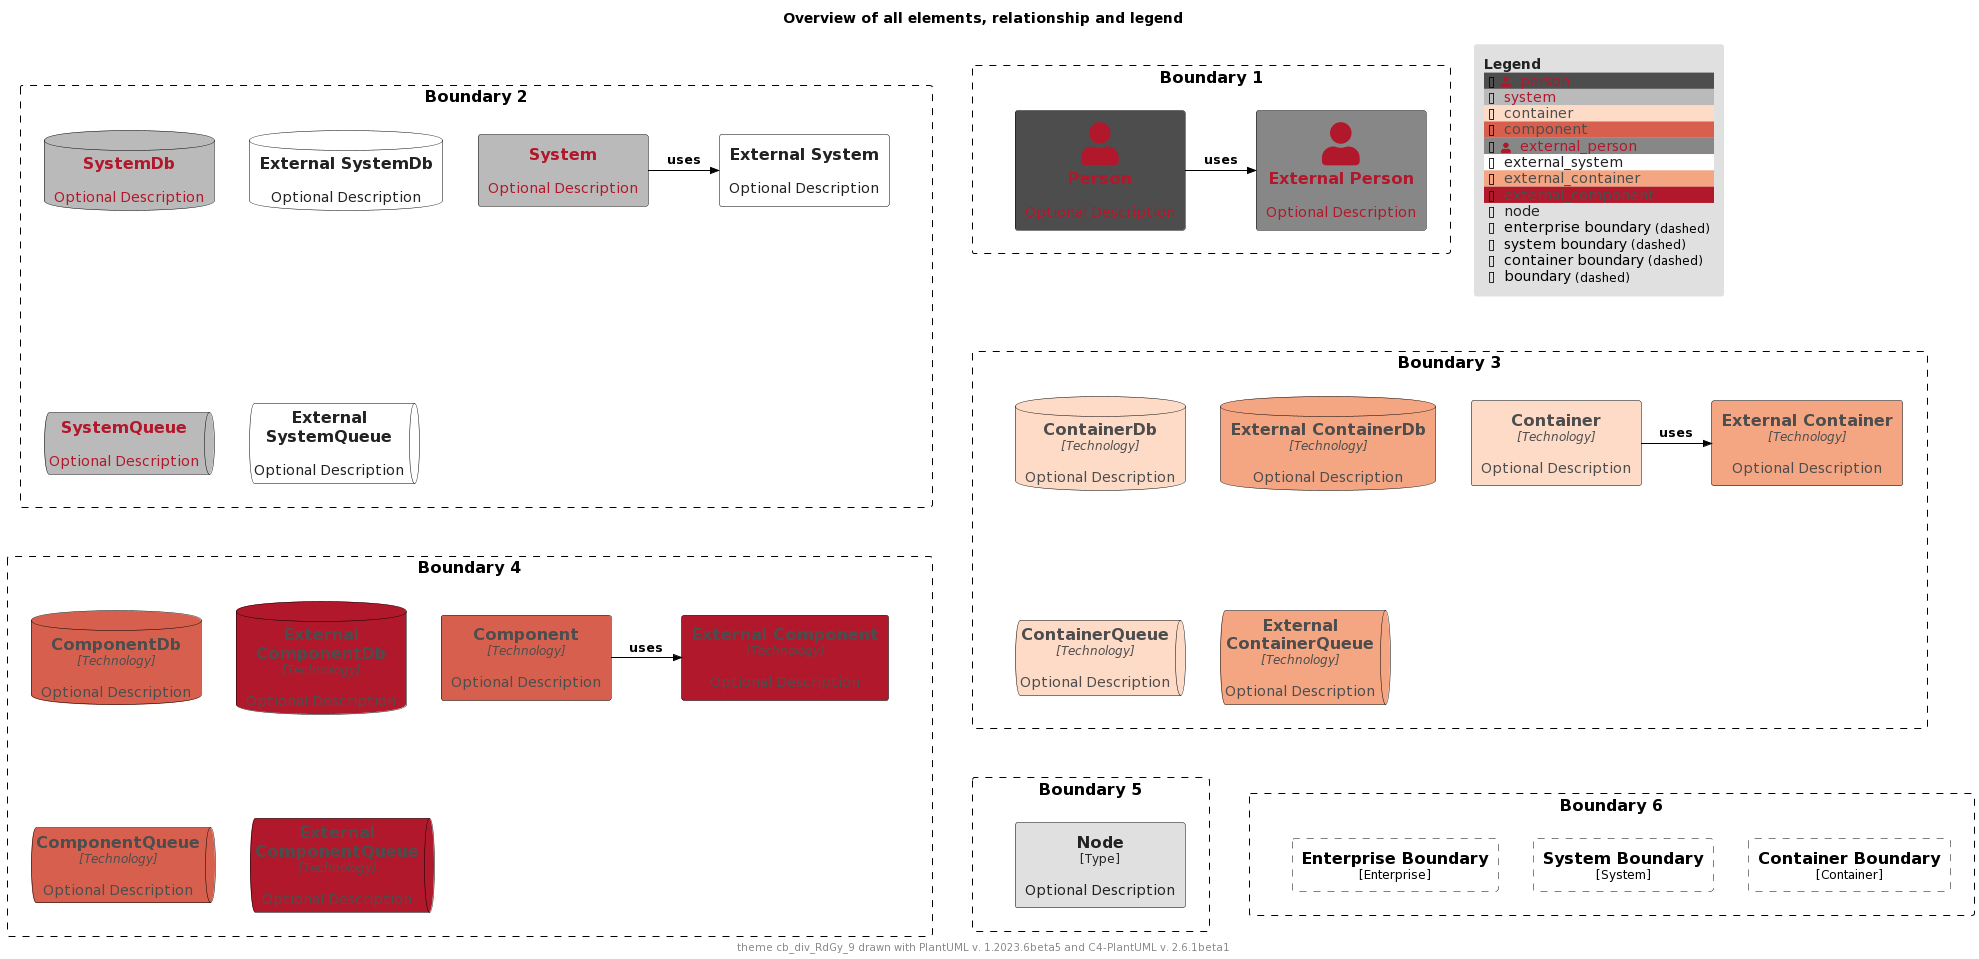 Overview of all elements, relationship and legend
Boundary 2
SystemDb
Optional Description
External SystemDb
Optional Description
System
Optional Description
uses
External System
Optional Description
SystemQueue
Optional Description
External
SystemQueue
Optional Description
Boundary 1
Person
Optional Description
uses
External Person
Optional Description
Legend
person
system
container
component
external_person
external_system
external_container
external_component
node
enterprise boundary (dashed)
system boundary (dashed)
container boundary (dashed)
boundary (dashed)
Boundary 3
ContainerDb
[Technology]
Optional Description
External ContainerDb
[Technology]
Optional Description
Container
[Technology]
Optional Description
uses
External Container
[Technology]
Optional Description
ContainerQueue
[Technology]
Optional Description
External
ContainerQueue
[Technology]
Optional Description
Boundary 4
ComponentDb
[Technology]
Optional Description
External
ComponentDb
[Technology]
Optional Description
Component
[Technology]
Optional Description
uses
External Component
[Technology]
Optional Description
ComponentQueue
[Technology]
Optional Description
External
ComponentQueue
[Technology]
Optional Description
Boundary 5
Node
[Type]
Optional Description
Boundary 6
Enterprise Boundary
[Enterprise]
System Boundary
[System]
Container Boundary
[Container]
theme cb_div_RdGy_9 drawn with PlantUML v. 1.2023.6beta5 and C4-PlantUML v. 2.6.1beta1